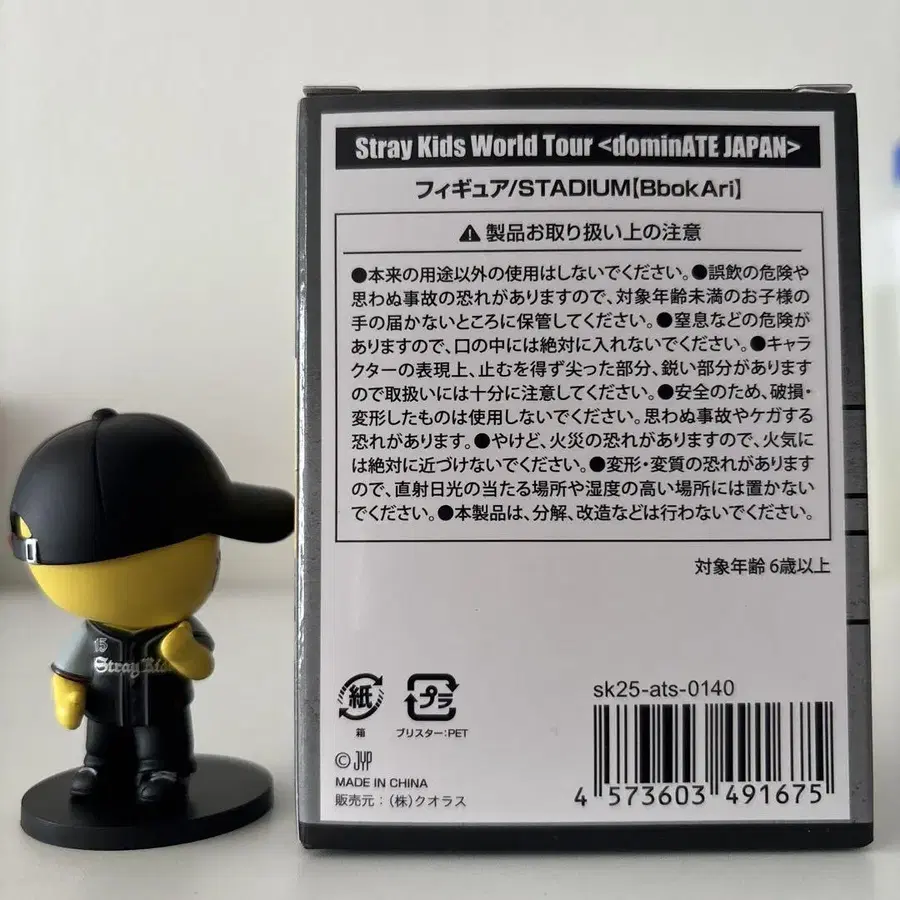 Stray Kids World Tour <dominATE JAPAN>
フィギュア/STADIUM【BbokAri】
⚠製品お取り扱い上の注意
●本来の用途以外の使用はしないでください。●誤飲の危険や
思わぬ事故の恐れがありますので、対象年齢未満のお子様の
手の届かないところに保管してください。●窒息などの危険が
ありますので、口の中には絶対に入れないでください。●キャラ
クターの表現上、止むを得ず尖った部分、鋭い部分があります
ので取扱いには十分に注意してください。●安全のため、破損・
変形したものは使用しないでください。思わぬ事故やケガする
恐れがあります。●やけど、火災の恐れがありますので、火気に
は絶対に近づけないでください。●変形・変質の恐れがあります
ので、直射日光の当たる場所や湿度の高い場所には置かない
でください。●本製品は、分解、改造などは行わないでください。
対象年齢 6歳以上
紙
箱
プラ
ブリスター:PET
© JYP
MADE IN CHINA
販売元：(株)クオラス
sk25-ats-0140
4 573603 491675
15
Stray